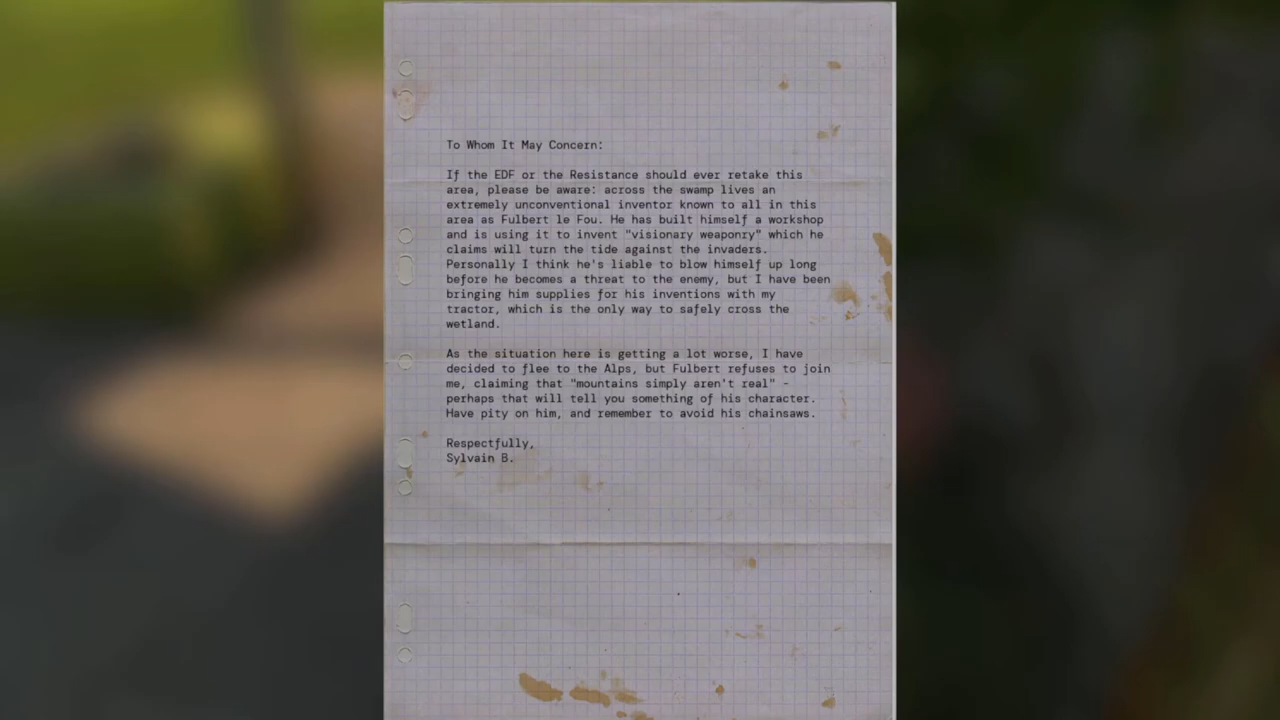 To Whom It May Concern:
If the EDF or the Resistance should ever retake this
area, please be aware: across the swamp lives an
extremely unconventional inventor known to all in this
area as Fulbert le Fou. He has built himself a workshop
and is using it to invent "visionary weaponry" which he
claims will turn the tide against the invaders.
Personally I think he's liable to blow himself up long
before he becomes a threat to the enemy, but I have been
bringing him supplies for his inventions with my
tractor, which is the only way to safely cross the
wetland.
As the situation here is getting a lot worse, I have
decided to flee to the Alps, but Fulbert refuses to join
me, claiming that "mountains simply aren't real" -
perhaps that will tell you something of his character.
Have pity on him, and remember to avoid his chainsaws.
Respectfully,
Sylvain B.